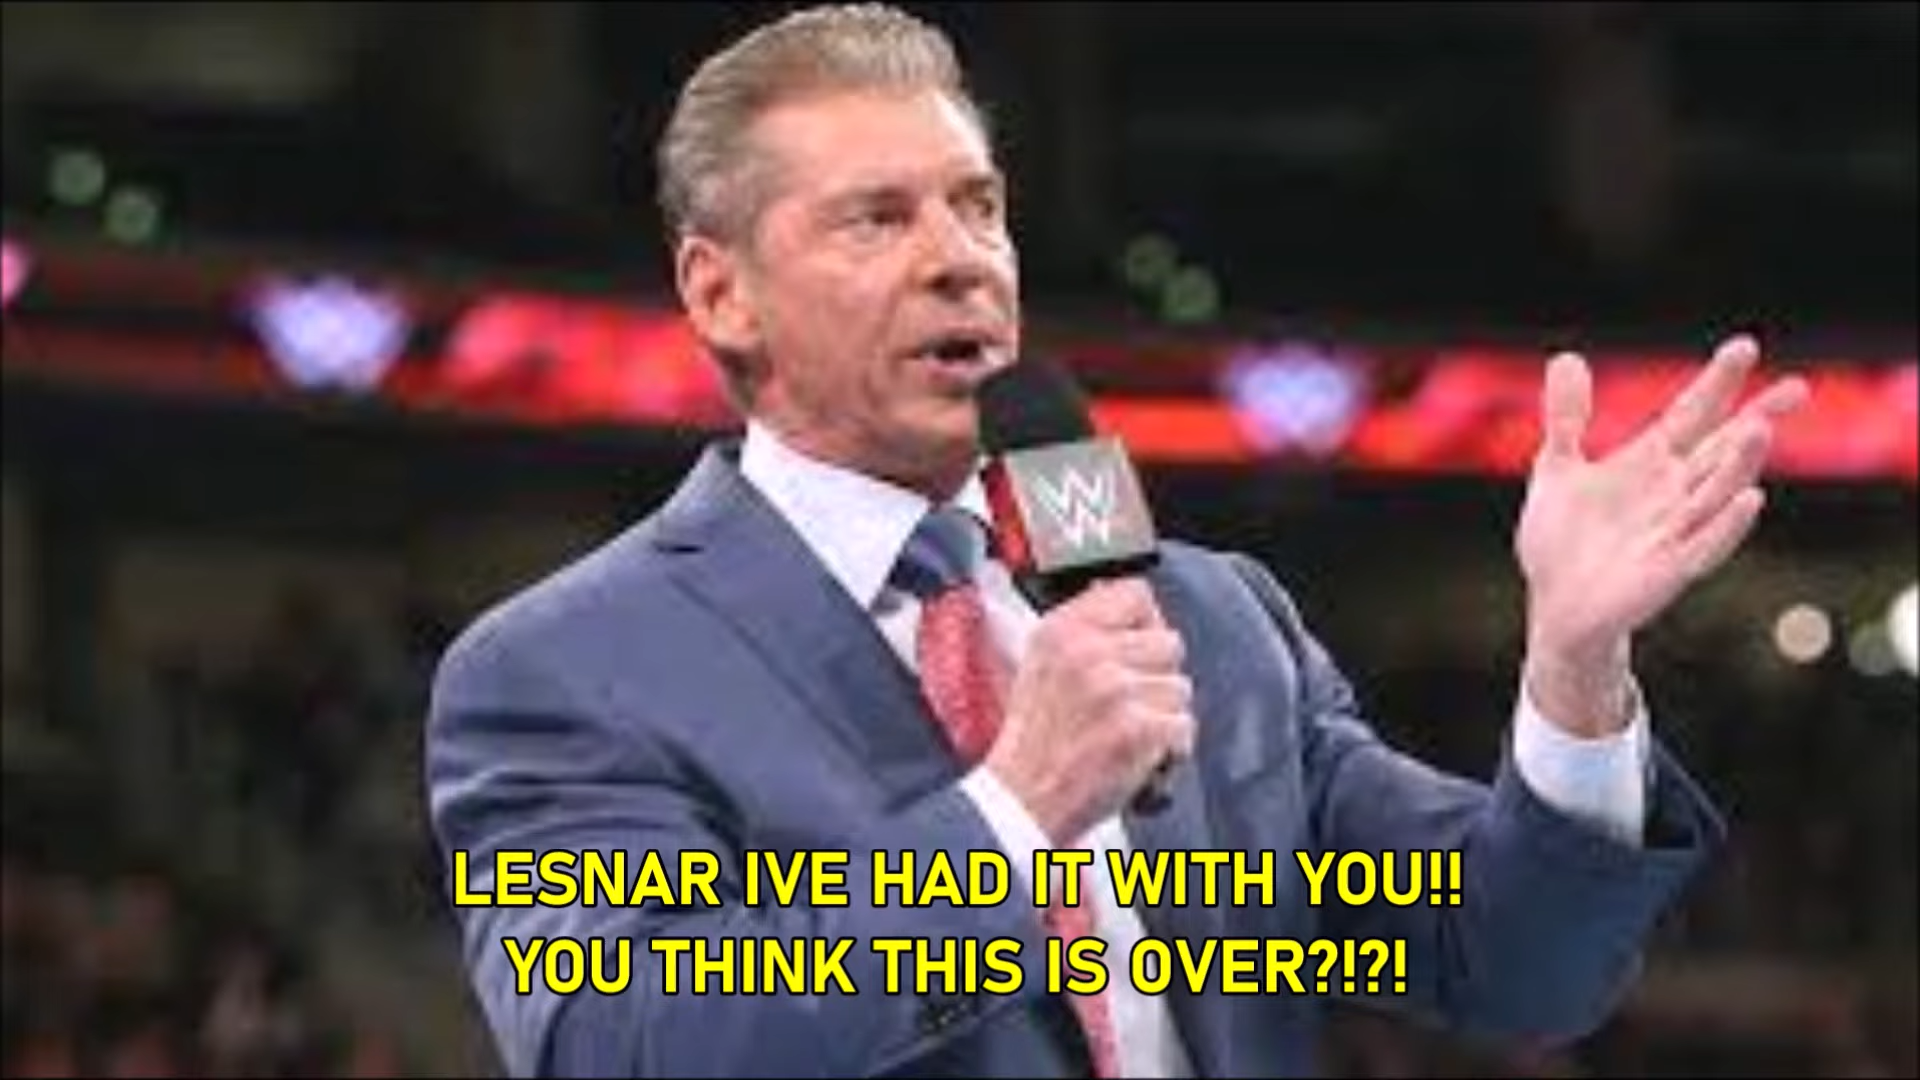 W
LESNAR IVE HAD IT WITH YOU!!
YOU THINK THIS IS OVER?!?!